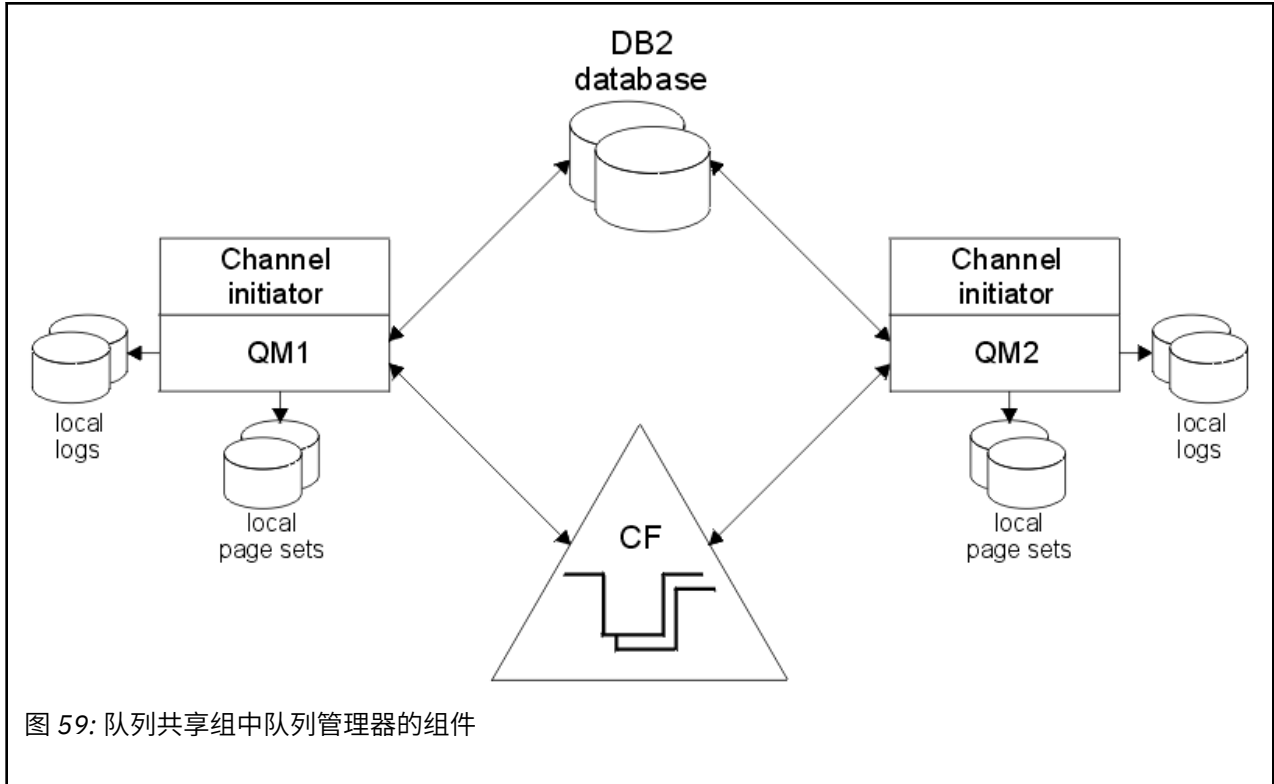 DB2
database
Channel
initiator
QM1
local
logs
local
page sets
Channel
initiator
QM2
local
logs
local
page sets
CF
图 59: 队列共享组中队列管理器的组件